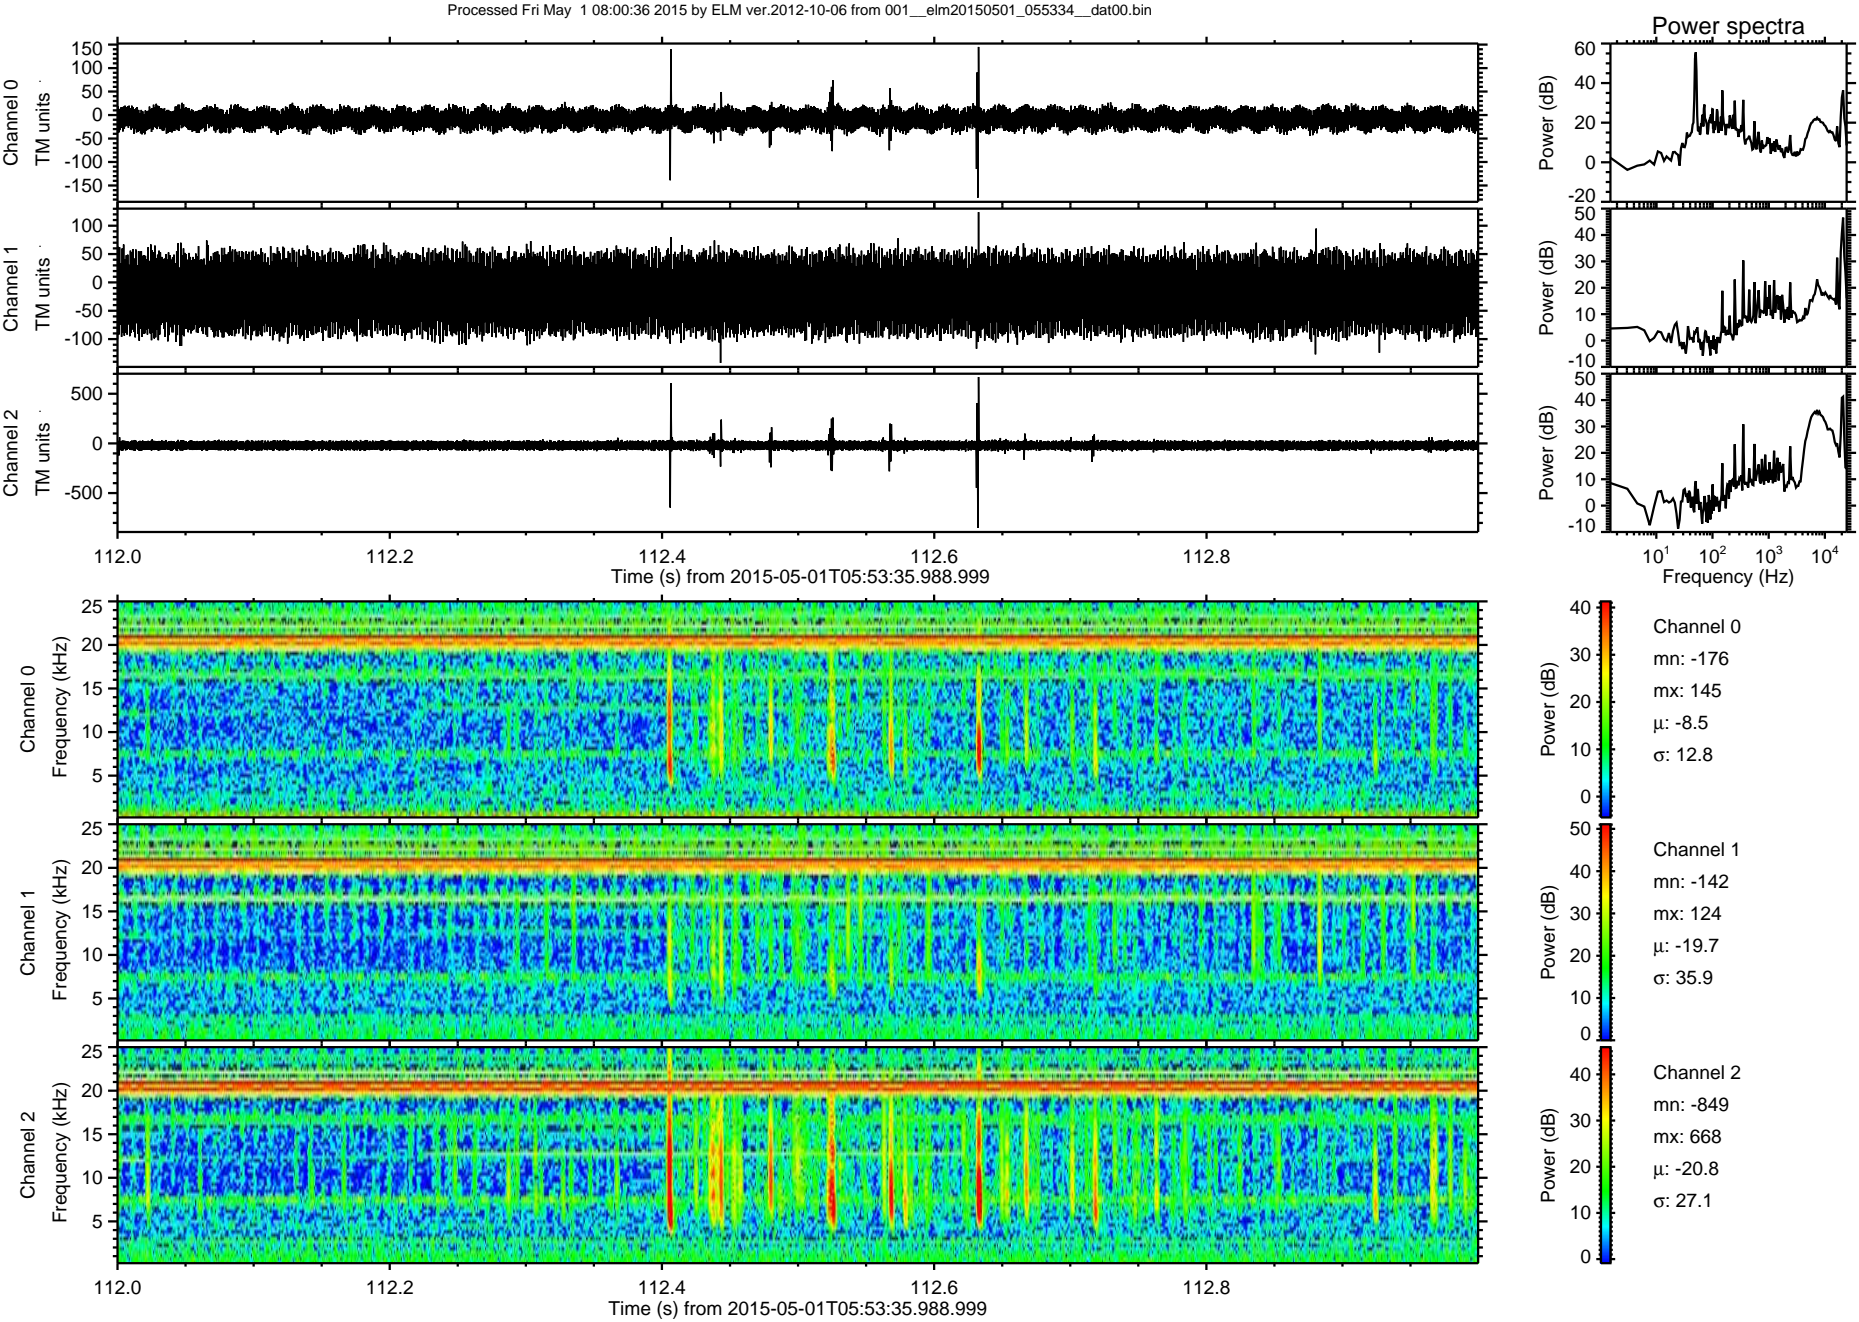 Processed Fri May  1 08:00:36 2015 by ELM ver.2012-10-06 from 001__elm20150501_055334__dat00.bin
Power spectra
Channel 0
TM units
150
100
50
0
-50
-100
-150
Power (dB)
60
40
20
0
-20
Channel 1
TM units
100
50
0
-50
-100
Power (dB)
50
40
30
20
10
0
-10
Channel 2
TM units
500
0
-500
Power (dB)
50
40
30
20
10
0
-10
112.0 112.2 112.4 112.6 112.8
Time (s) from 2015-05-01T05:53:35.988.999
10^1 10^2 10^3 10^4
Frequency (Hz)
Channel 0
Frequency (kHz)
25
20
15
10
5
Power (dB)
40
30
20
10
0
Channel 0
mn: -176
mx: 145
μ: -8.5
σ: 12.8
Channel 1
Frequency (kHz)
25
20
15
10
5
Power (dB)
50
40
30
20
10
0
Channel 1
mn: -142
mx: 124
μ: -19.7
σ: 35.9
Channel 2
Frequency (kHz)
25
20
15
10
5
Power (dB)
40
30
20
10
0
Channel 2
mn: -849
mx: 668
μ: -20.8
σ: 27.1
112.0 112.2 112.4 112.6 112.8
Time (s) from 2015-05-01T05:53:35.988.999